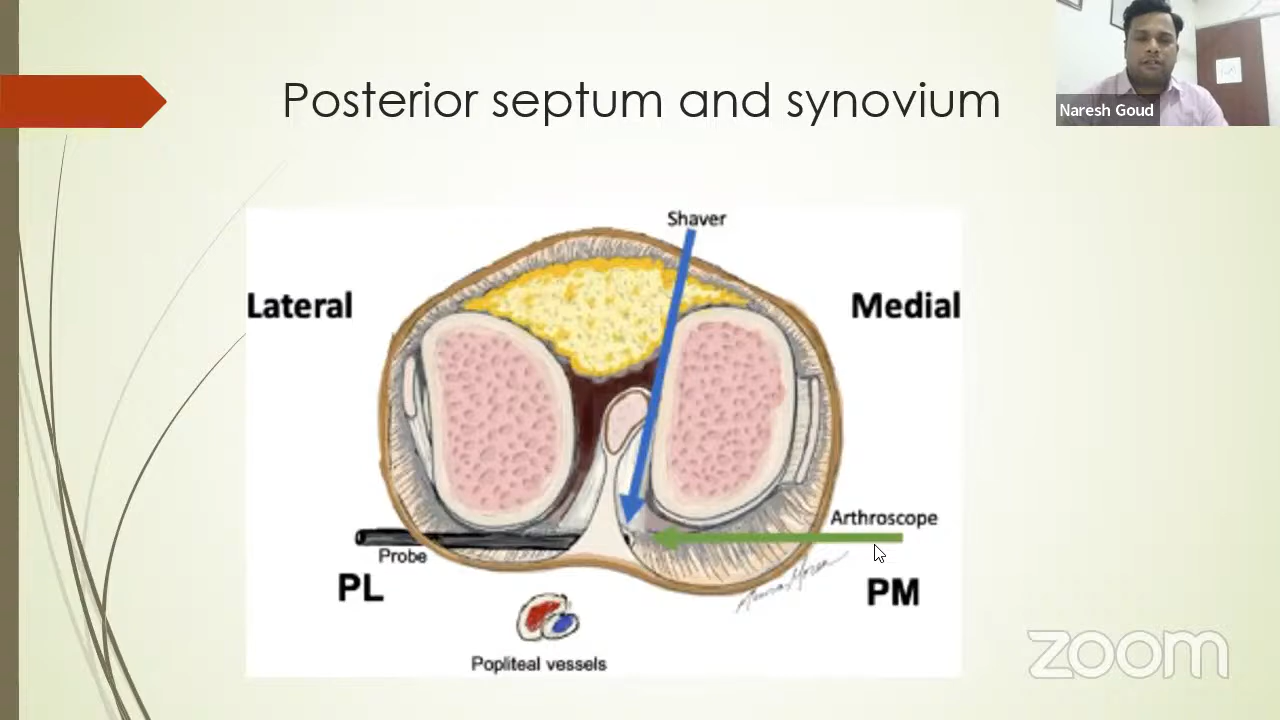 Posterior septum and synovium
Naresh Goud
Shaver
Lateral
Medial
Arthroscope
Probe
PL
PM
Popliteal vessels
zoom